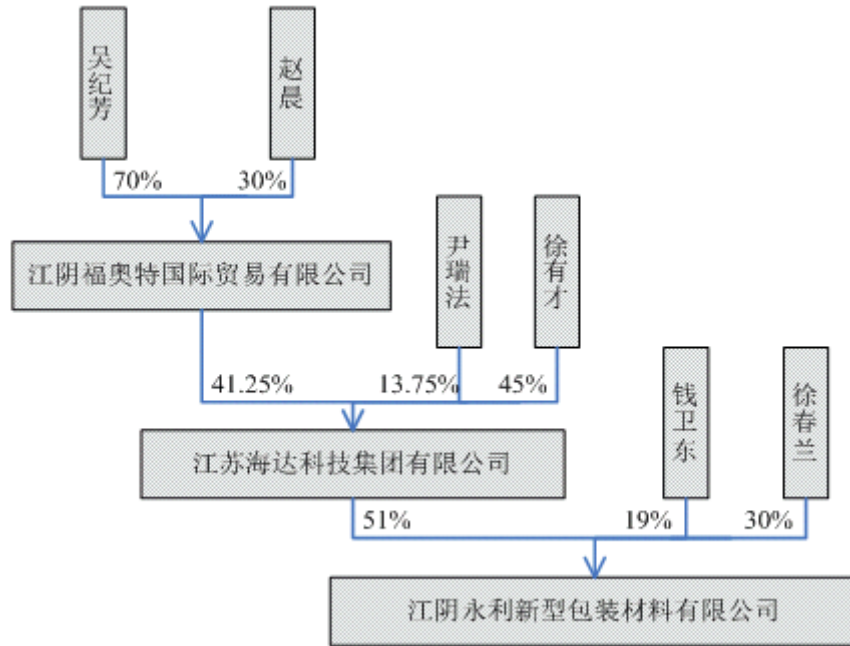 吴纪芳
赵晨
70%
30%
江阴福奥特国际贸易有限公司
尹瑞法
徐有才
41.25%
13.75%
45%
钱卫东
徐春兰
江苏海达科技集团有限公司
51%
19%
30%
江阴永利新型包装材料有限公司